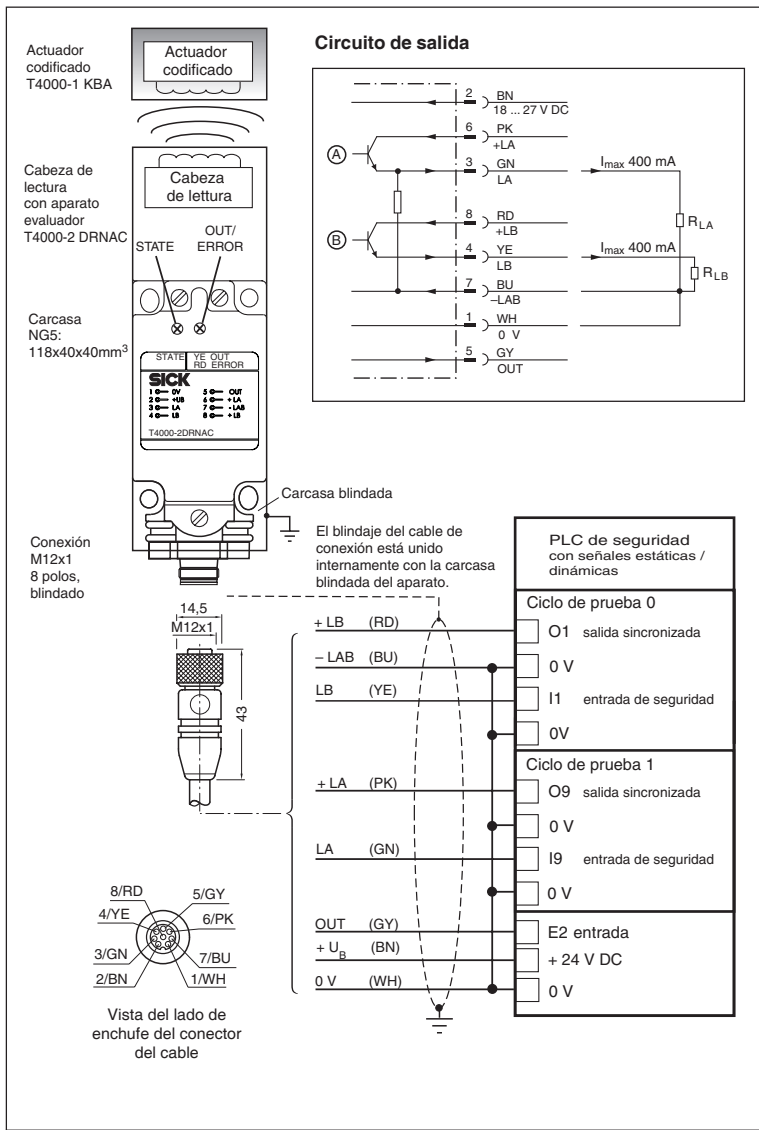 Actuador
codificado
T4000-1 KBA
Actuador
codificado
Cabeza de
lectura
con aparato
evaluador
T4000-2 DRNAC
Cabeza
de lettura
STATE
OUT/
ERROR
Carcasa
NG5:
118x40x40mm³
STATE YE OUT
RD ERROR
SICK
1 0V 5 OUT
2 +UB 6 +LA
3 LA 7 -LAB
4 LB 8 +LB
T4000-2DRNAC
Carcasa blindada
Conexión
M12x1
8 polos,
blindado
14,5
M12x1
43
8/RD
5/GY
4/YE
6/PK
3/GN
7/BU
2/BN
1/WH
Vista del lado de
enchufe del conector
del cable
Circuito de salida
2 BN
18 ... 27 V DC
6 PK
+LA
A
3 GN
LA
Imax 400 mA
RLA
8 RD
+LB
B
4 YE
LB
Imax 400 mA
RLB
7 BU
–LAB
1 WH
0 V
5 GY
OUT
El blindaje del cable de
conexión está unido
internamente con la carcasa
blindada del aparato.
PLC de seguridad
con señales estáticas /
dinámicas
Ciclo de prueba 0
+ LB (RD)
O1 salida sincronizada
– LAB (BU)
0 V
LB (YE)
I1 entrada de seguridad
0V
Ciclo de prueba 1
+ LA (PK)
O9 salida sincronizada
0 V
LA (GN)
I9 entrada de seguridad
0 V
OUT (GY)
E2 entrada
+ UB (BN)
+ 24 V DC
0 V (WH)
0 V